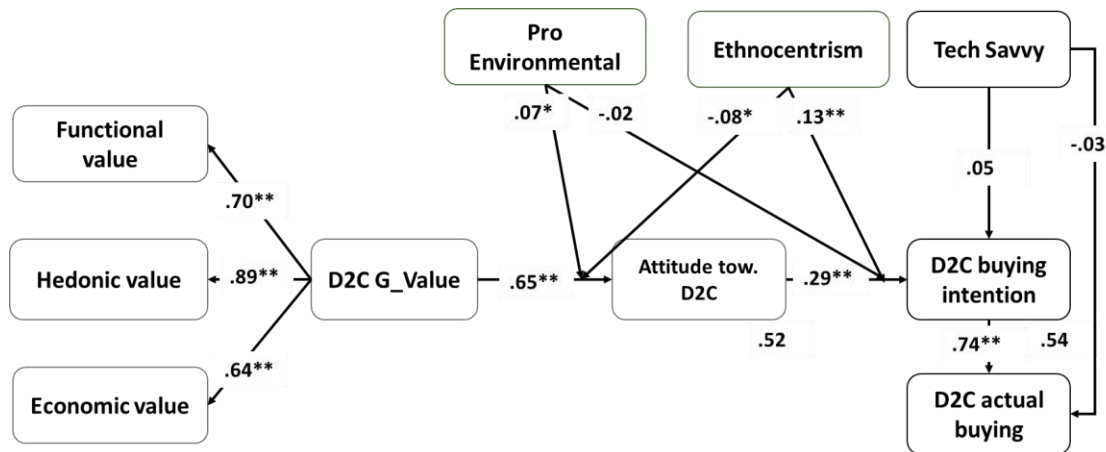 Pro
Environmental
Ethnocentrism
Tech Savvy
.07*
-.02
-.08*
.13**
-.03
Functional
value
.05
.70**
Hedonic value
.89**
D2C G_Value
.65**
Attitude tow.
D2C
.29**
D2C buying
intention
.52
.74**
.54
.64**
Economic value
D2C actual
buying